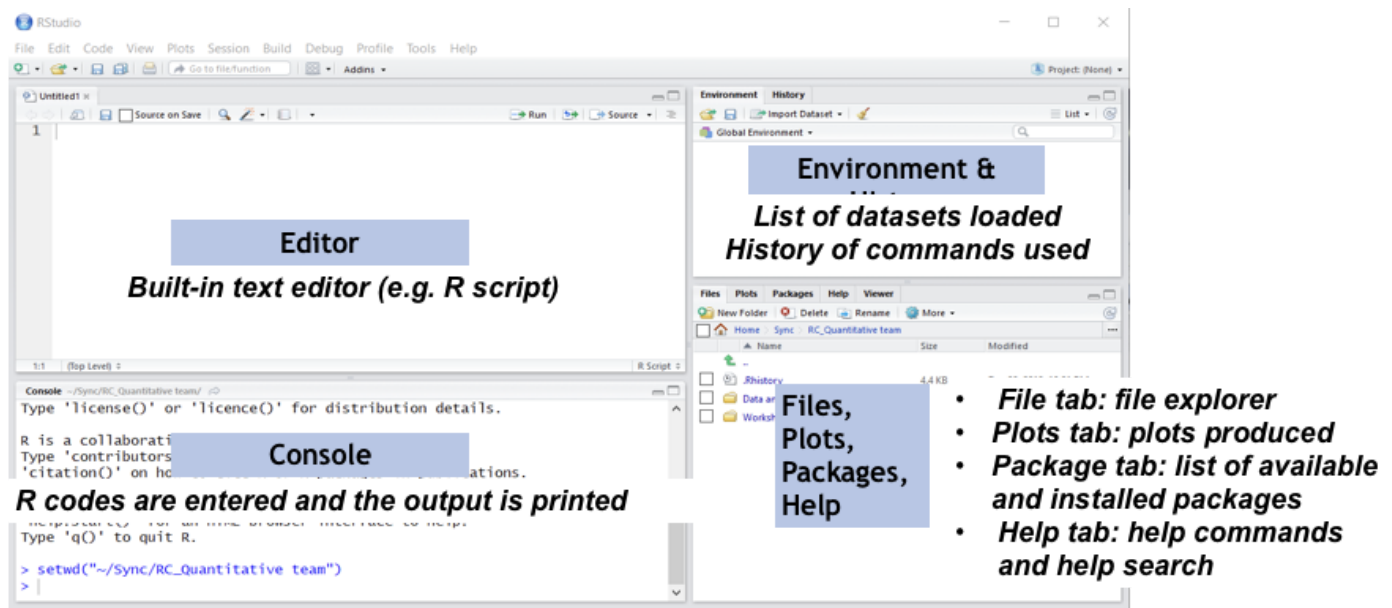 RStudio
File Edit Code View Plots Session Build Debug Profile Tools Help
Go to file/function Addins Project: (None)
Untitled1
Source on Save Run Source
1
Editor
Built-in text editor (e.g. R script)
1:1 (Top Level) R Script
Console ~/Sync/RC_Quantitative team/
Type 'license()' or 'licence()' for distribution details.
R is a collaborati
Type 'contributors
'citation()' on
Console
R codes are entered and the output is printed
Type 'q()' to quit R.
> setwd("~/Sync/RC_Quantitative team")
>
Environment History
Import Dataset List
Global Environment
Environment &
List of datasets loaded
History of commands used
Files Plots Packages Help Viewer
New Folder Delete Rename More
Home Sync RC_Quantitative team
Name Size Modified
..
.Rhistory 4.4 KB
Data
Worksh
Files,
Plots,
Packages,
Help
• File tab: file explorer
• Plots tab: plots produced
• Package tab: list of available
and installed packages
• Help tab: help commands
and help search